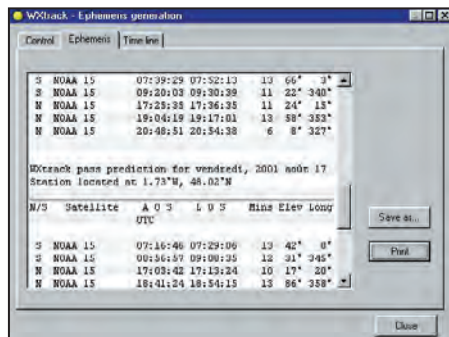 WXtrack - Ephemeris generation
Control Ephemeris Time line
S NOAA 15 07:39:29 07:52:13 13 66° 3°
S NOAA 15 09:20:03 09:30:39 11 22° 340°
N NOAA 15 17:25:35 17:36:35 11 24° 15°
N NOAA 15 19:04:19 19:17:01 13 58° 353°
N NOAA 15 20:48:51 20:54:38 6 8° 327°
WXtrack pass prediction for vendredi, 2001 août 17
Station located at 1.73°W, 48.02°N
N/S Satellite A O S L O S Mins Elev Long
UTC
S NOAA 15 07:16:46 07:29:06 13 42° 8°
S NOAA 15 08:56:57 09:08:35 12 31° 345°
N NOAA 15 17:03:42 17:13:24 10 17° 20°
N NOAA 15 18:41:24 18:54:15 13 86° 358°
Save as...
Print
Close